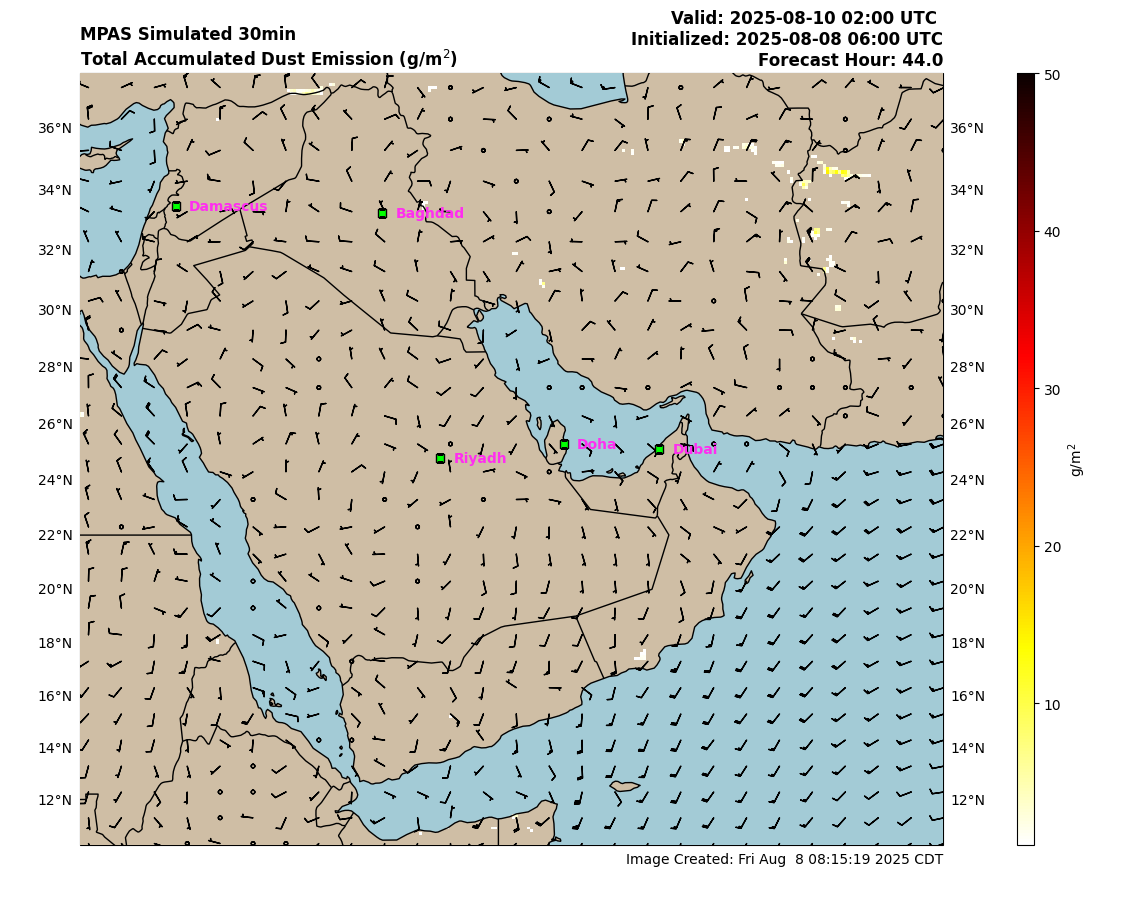 MPAS Simulated 30min
Total Accumulated Dust Emission (g/m²)
Valid: 2025-08-10 02:00 UTC
Initialized: 2025-08-08 06:00 UTC
Forecast Hour: 44.0
36°N
34°N
32°N
30°N
28°N
26°N
24°N
22°N
20°N
18°N
16°N
14°N
12°N
Damascus
Baghdad
Riyadh
Doha
Dubai
36°N
34°N
32°N
30°N
28°N
26°N
24°N
22°N
20°N
18°N
16°N
14°N
12°N
50
40
30
20
10
g/m²
Image Created: Fri Aug  8 08:15:19 2025 CDT